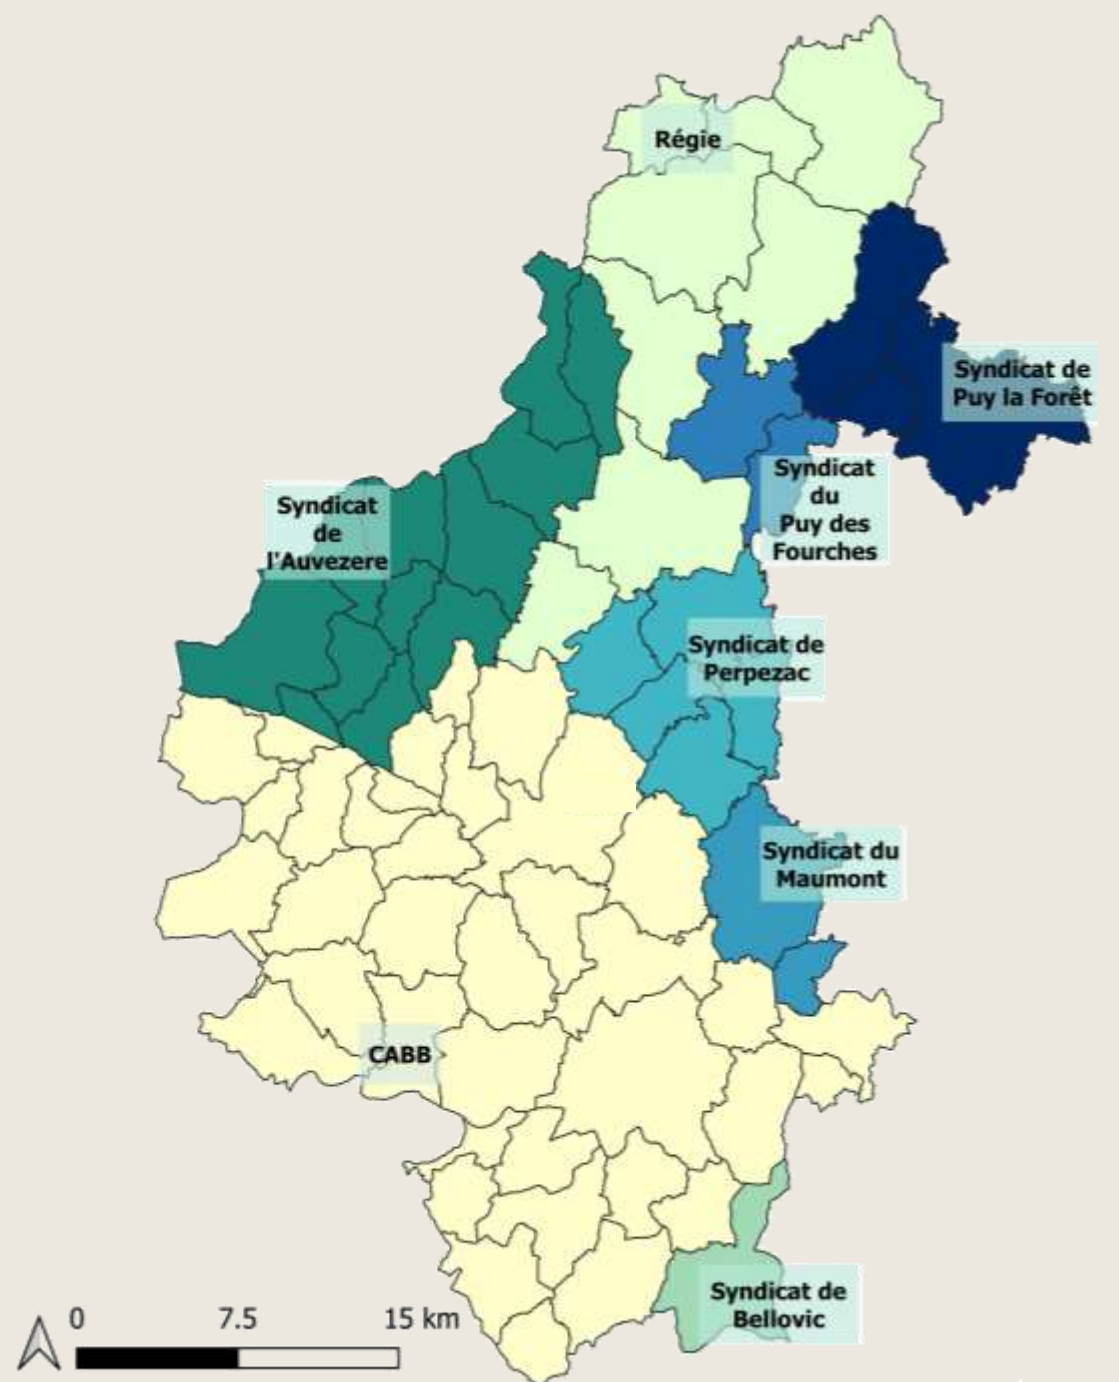 Régie
Syndicat de
Puy la Forêt
Syndicat
du
Puy des
Fourches
Syndicat
de
l'Auvezere
Syndicat de
Perpezac
Syndicat du
Maumont
CABB
Syndicat de
Bellovic
0 7.5 15 km